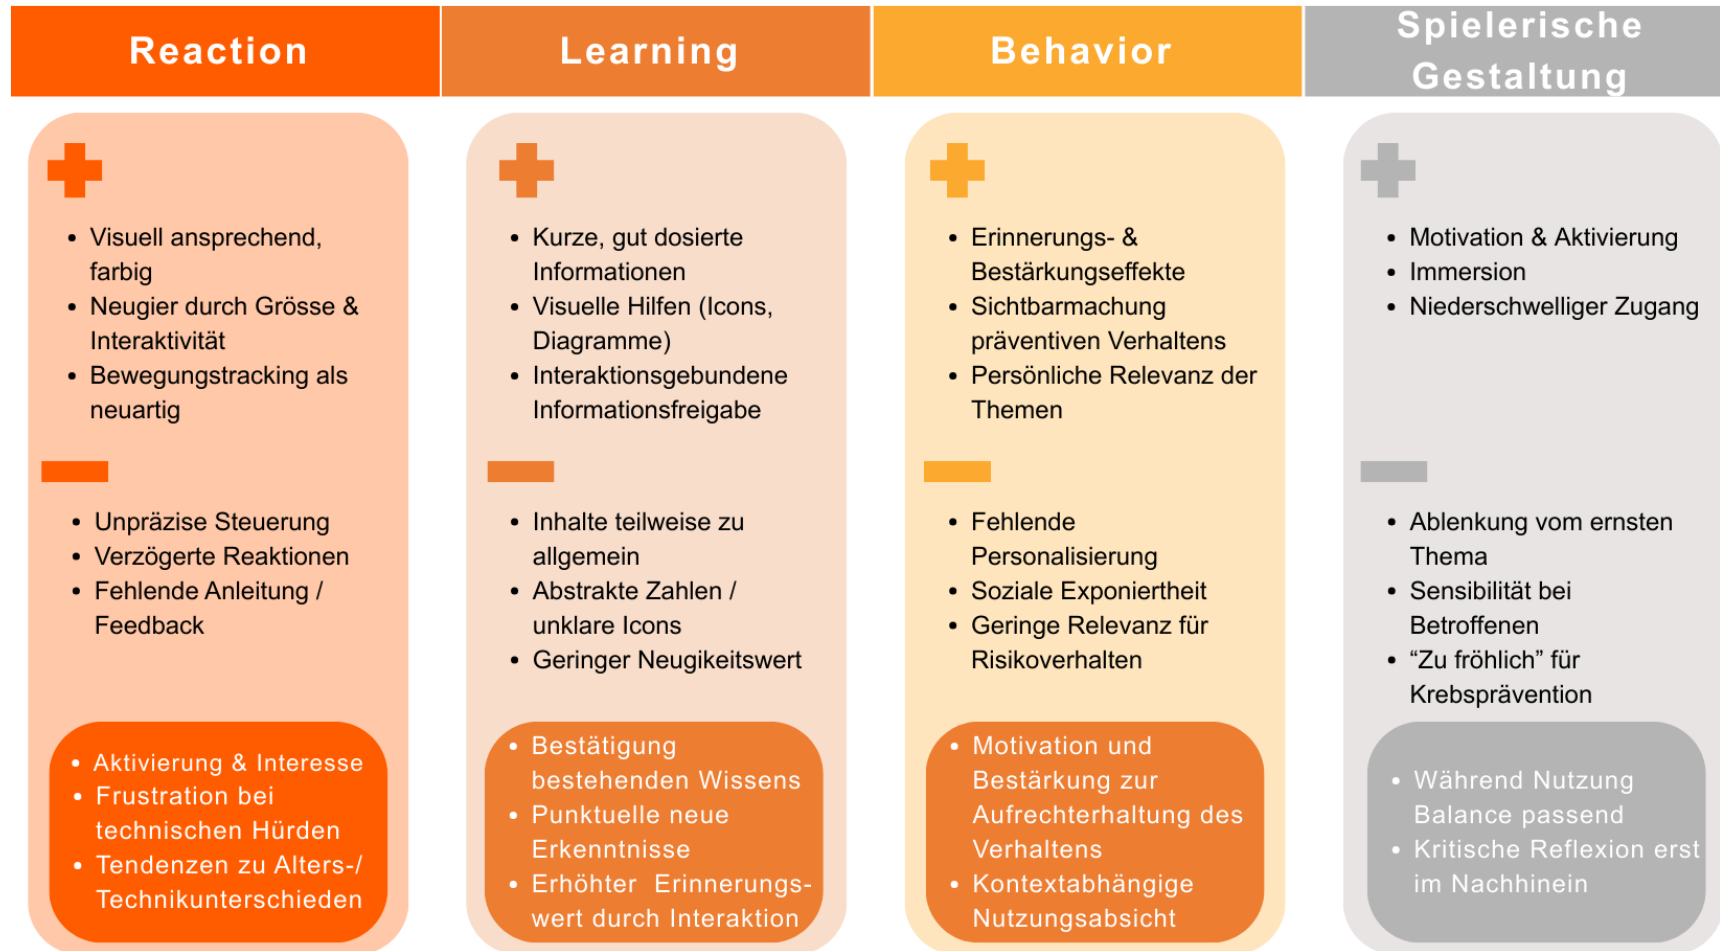 Reaction
Learning
Behavior
Spielerische
Gestaltung
• Visuell ansprechend,
farbig
• Neugier durch Grösse &
Interaktivität
• Bewegungstracking als
neuartig
• Unpräzise Steuerung
• Verzögerte Reaktionen
• Fehlende Anleitung /
Feedback
• Aktivierung & Interesse
• Frustration bei
technischen Hürden
• Tendenzen zu Alters-/
Technikunterschieden
• Kurze, gut dosierte
Informationen
• Visuelle Hilfen (Icons,
Diagramme)
• Interaktionsgebundene
Informationsfreigabe
• Inhalte teilweise zu
allgemein
• Abstrakte Zahlen /
unklare Icons
• Geringer Neugikeitswert
• Bestätigung
bestehenden Wissens
• Punktuelle neue
Erkenntnisse
• Erhöhter Erinnerungs-
wert durch Interaktion
• Erinnerungs- &
Bestärkungseffekte
• Sichtbarmachung
präventiven Verhaltens
• Persönliche Relevanz der
Themen
• Fehlende
Personalisierung
• Soziale Exponiertheit
• Geringe Relevanz für
Risikoverhalten
• Motivation und
Bestärkung zur
Aufrechterhaltung des
Verhaltens
• Kontextabhängige
Nutzungsabsicht
• Motivation & Aktivierung
• Immersion
• Niederschwelliger Zugang
• Ablenkung vom ernsten
Thema
• Sensibilität bei
Betroffenen
• “Zu fröhlich” für
Krebsprävention
• Während Nutzung
Balance passend
• Kritische Reflexion erst
im Nachhinein